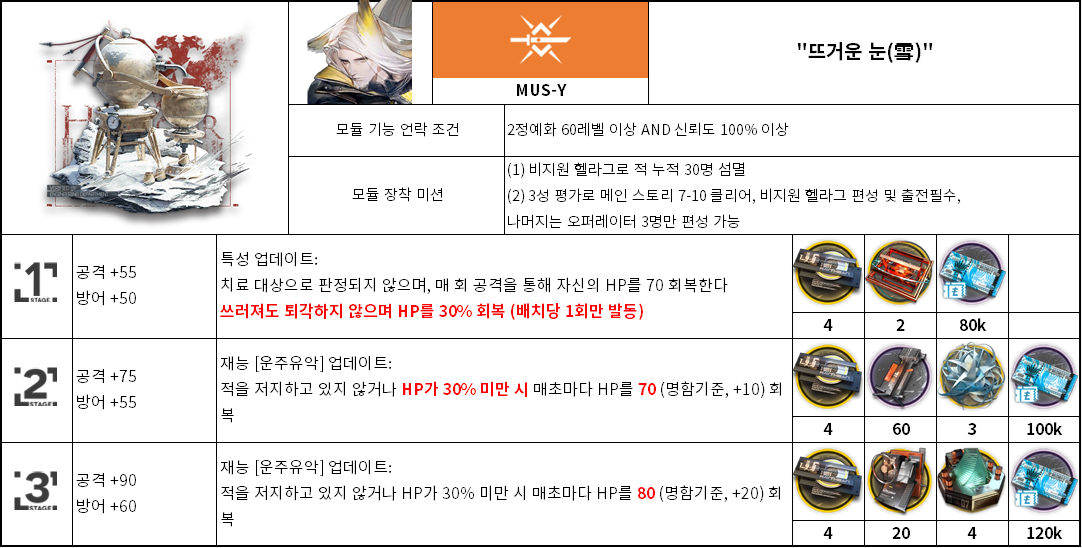 MUS-Y
"뜨거운 눈(雪)"
모듈 기능 언락 조건
2정예화 60레벨 이상 AND 신뢰도 100% 이상
모듈 장착 미션
(1) 비지원 헬라그로 적 누적 30명 섬멸
(2) 3성 평가로 메인 스토리 7-10 클리어, 비지원 헬라그 편성 및 출전필수,
나머지는 오퍼레이터 3명만 편성 가능
1
STAGE.
공격 +55
방어 +50
특성 업데이트:
치료 대상으로 판정되지 않으며, 매 회 공격을 통해 자신의 HP를 70 회복한다
쓰러져도 퇴각하지 않으며 HP를 30% 회복 (배치당 1회만 발동)
4
2
80k
2
STAGE.
공격 +75
방어 +55
재능 [운주유악] 업데이트:
적을 저지하고 있지 않거나 HP가 30% 미만 시 매초마다 HP를 70 (명함기준, +10) 회
복
4
60
3
100k
3
STAGE.
공격 +90
방어 +60
재능 [운주유악] 업데이트:
적을 저지하고 있지 않거나 HP가 30% 미만 시 매초마다 HP를 80 (명함기준, +20) 회
복
4
20
4
120k